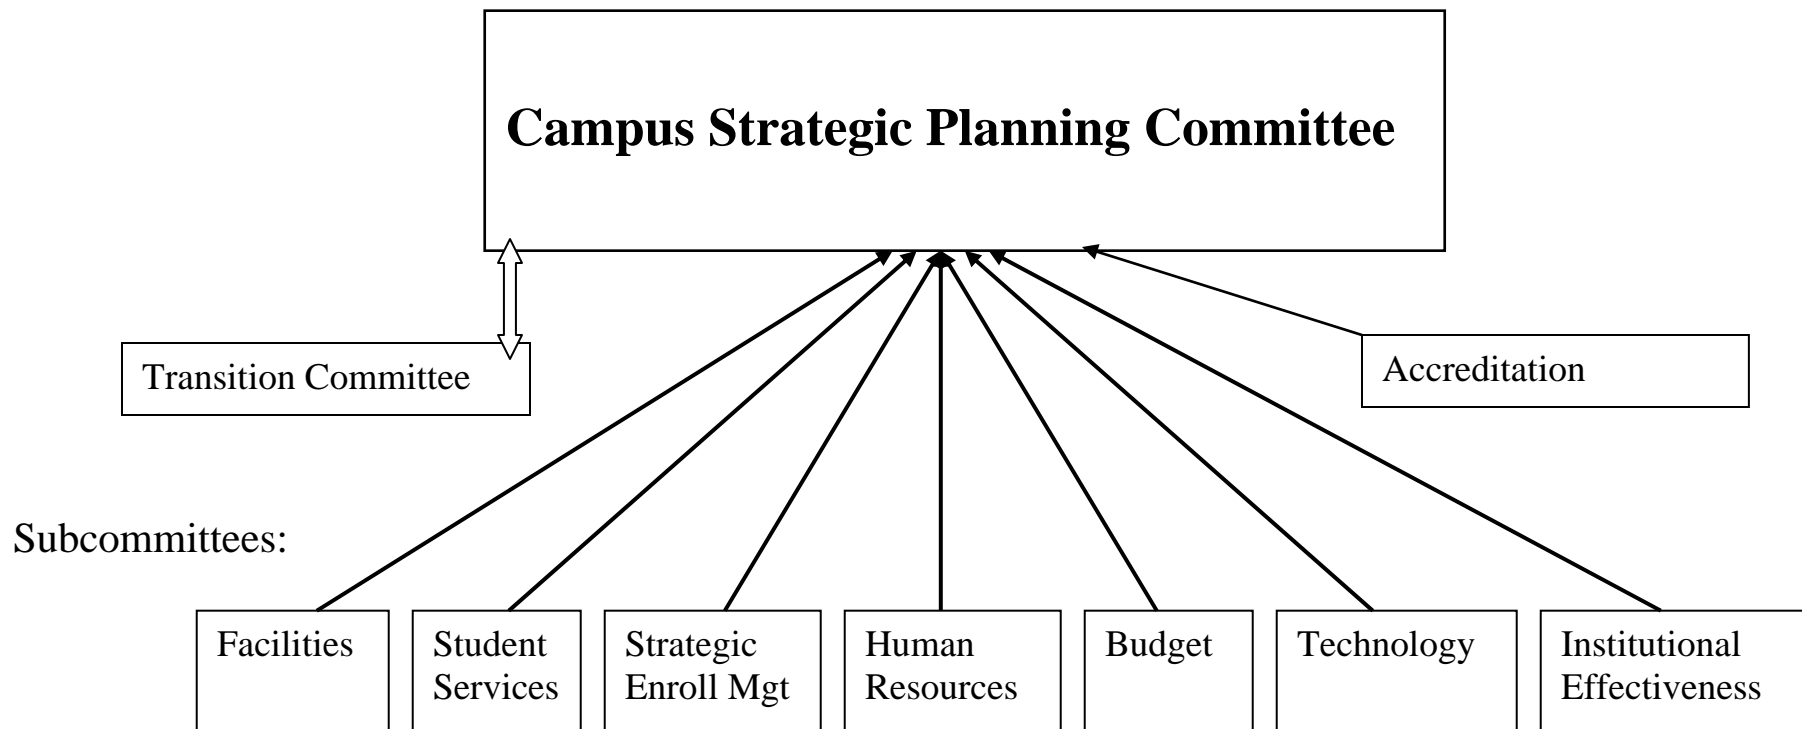 Campus Strategic Planning Committee
Transition Committee
Accreditation
Subcommittees:
Facilities
Student
Services
Strategic
Enroll Mgt
Human
Resources
Budget
Technology
Institutional
Effectiveness